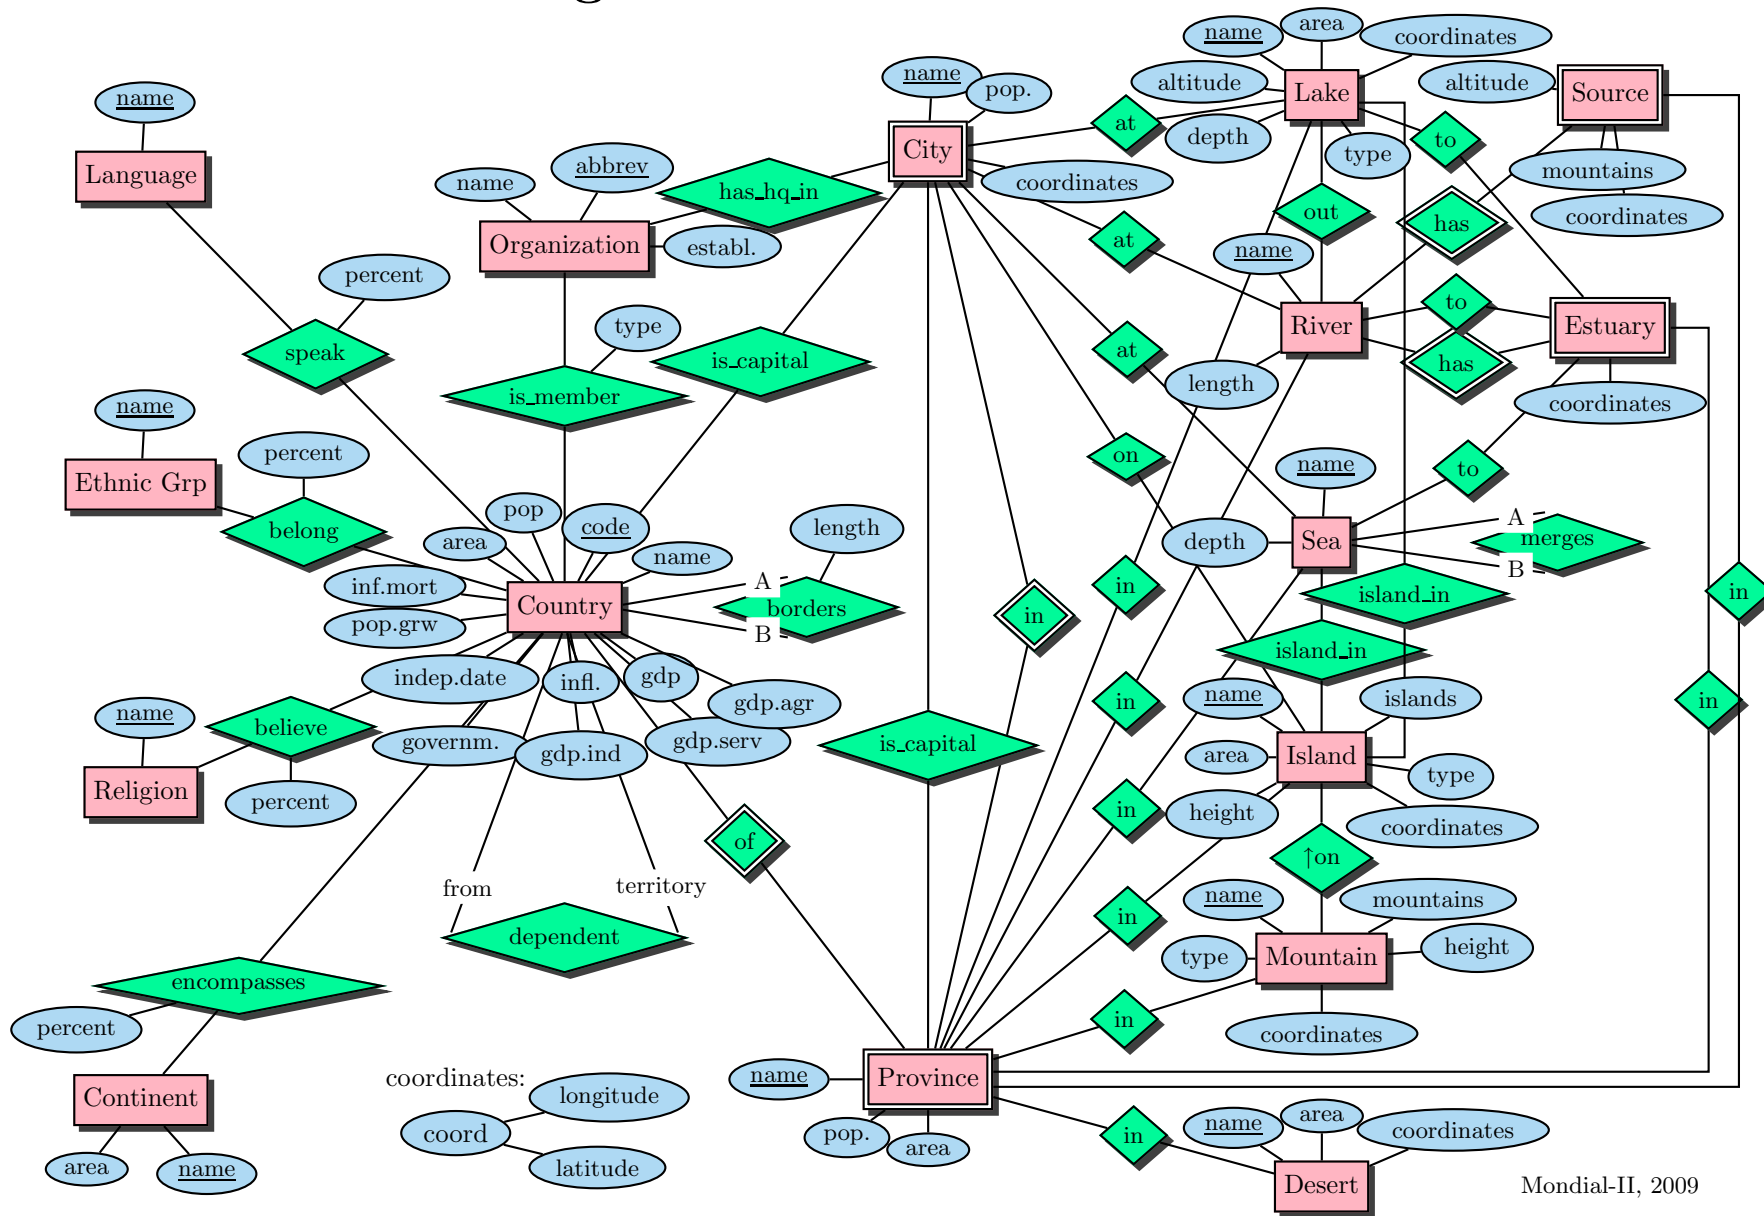 name
area
coordinates
altitude
Lake
altitude
Source
name
pop.
name
depth
type
at
to
City
Language
name
abbrev
has_hq_in
coordinates
mountains
coordinates
out
has
Organization
establ.
at
name
percent
type
River
to
Estuary
speak
is_capital
at
has
length
coordinates
is_member
name
Ethnic Grp
percent
on
name
to
belong
pop
code
length
area
name
depth
Sea
A
merges
B
inf.mort
Country
A
borders
B
in
in
island_in
in
pop.grw
island_in
indep.date
infl.
gdp
gdp.agr
in
name
islands
in
name
believe
governm.
gdp.ind
gdp.serv
is_capital
area
Island
type
Religion
percent
in
height
coordinates
of
↑on
from
territory
name
mountains
in
dependent
type
Mountain
height
encompasses
percent
in
coordinates
Continent
coordinates:
longitude
name
Province
coord
pop.
area
in
name
area
coordinates
area
name
latitude
Desert
Mondial-II, 2009